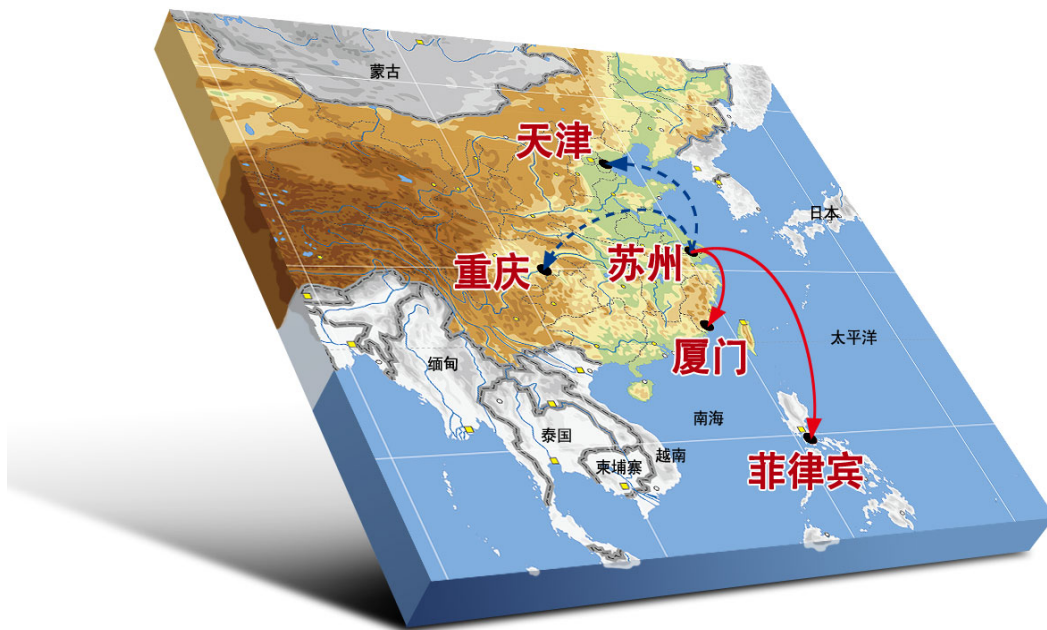 蒙古
天津
日本
苏州
重庆
太平洋
厦门
缅甸
南海
泰国
越南
柬埔寨
菲律宾